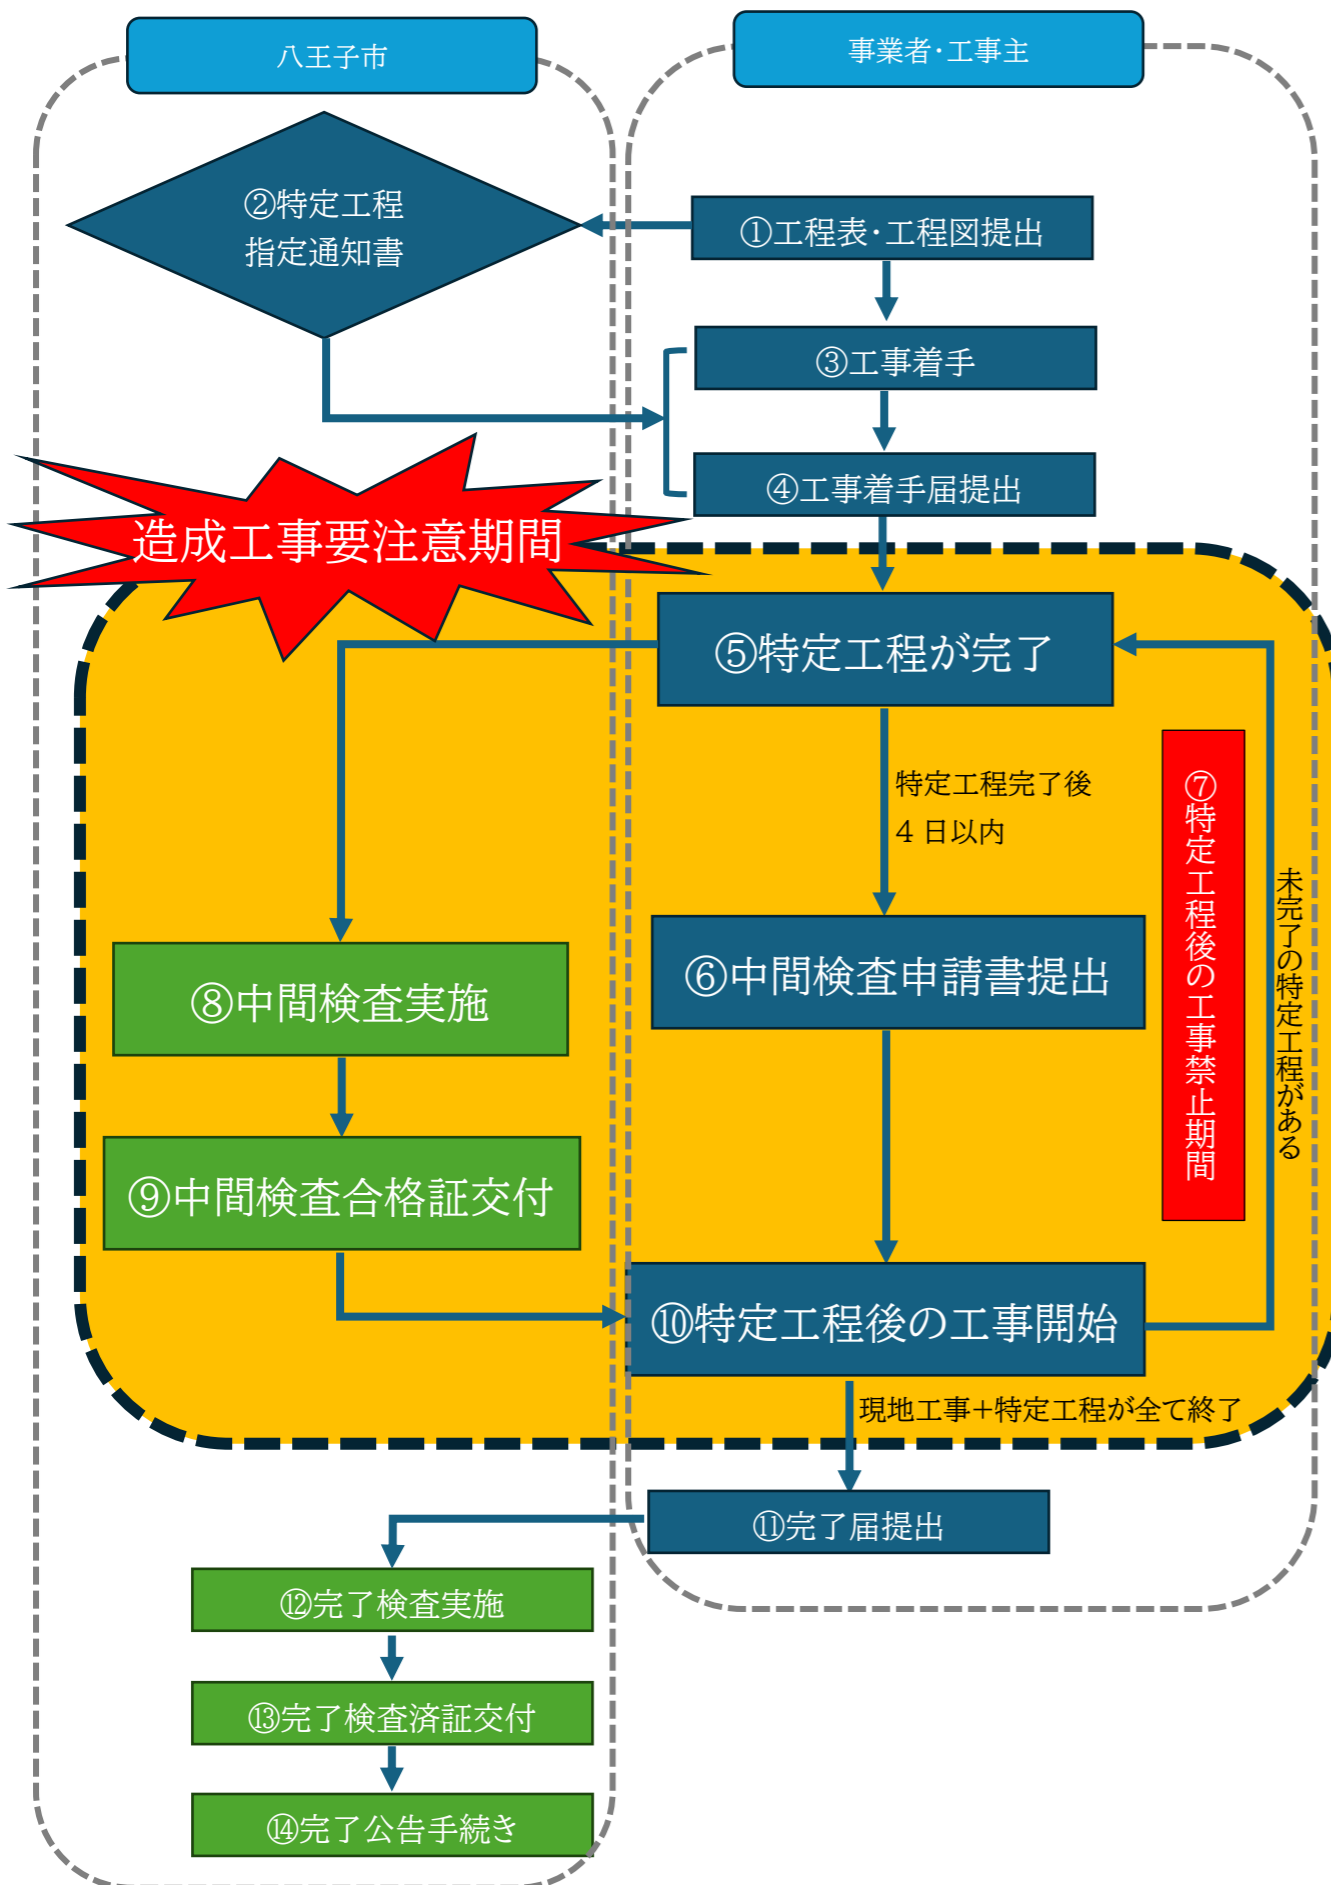 八王子市
事業者・工事主
①工程表・工程図提出
②特定工程
指定通知書
③工事着手
④工事着手届提出
造成工事要注意期間
⑤特定工程が完了
特定工程完了後
4 日以内
⑥中間検査申請書提出
⑦特定工程後の工事禁止期間
未完了の特定工程がある
⑧中間検査実施
⑨中間検査合格証交付
⑩特定工程後の工事開始
現地工事+特定工程が全て終了
⑪完了届提出
⑫完了検査実施
⑬完了検査済証交付
⑭完了公告手続き